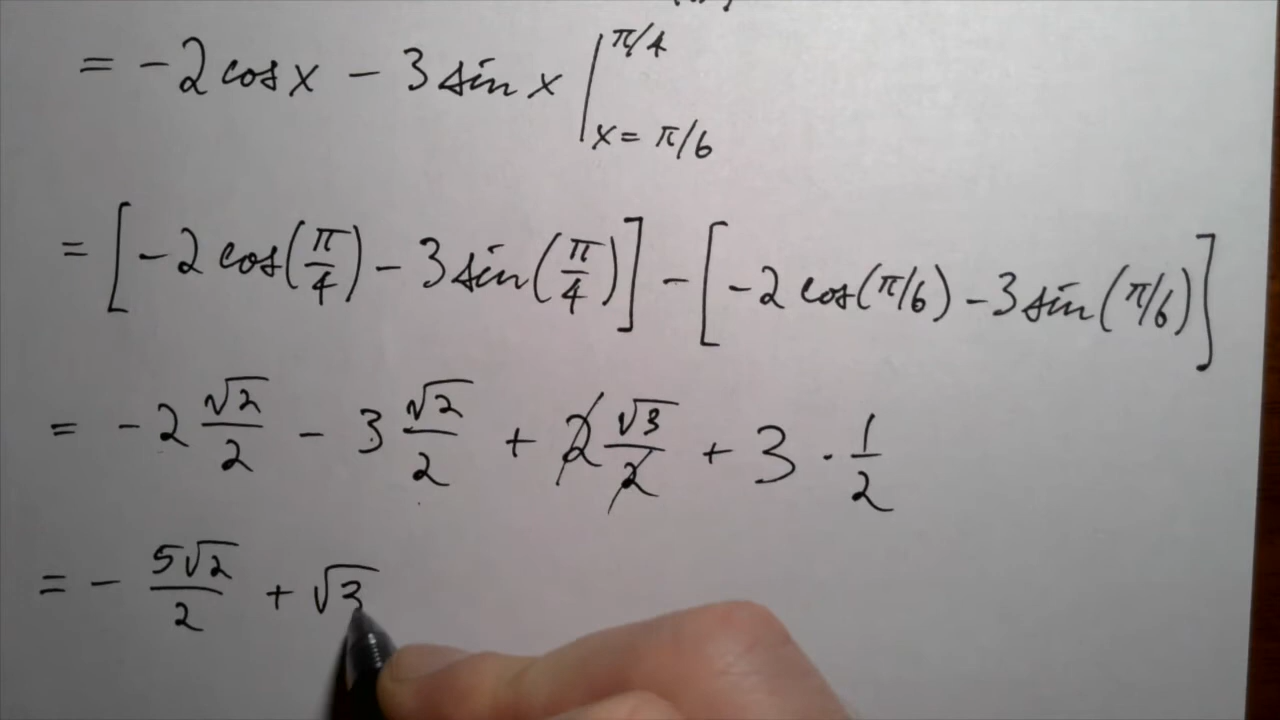 = -2 cos x - 3 sin x |_{x = π/6}^{π/4}
= [-2 cos(π/4) - 3 sin(π/4)] - [-2 cos(π/6) - 3 sin(π/6)]
= -2 √2/2 - 3 √2/2 + 2 √3/2 + 3 · 1/2
= - 5√2/2 + √3